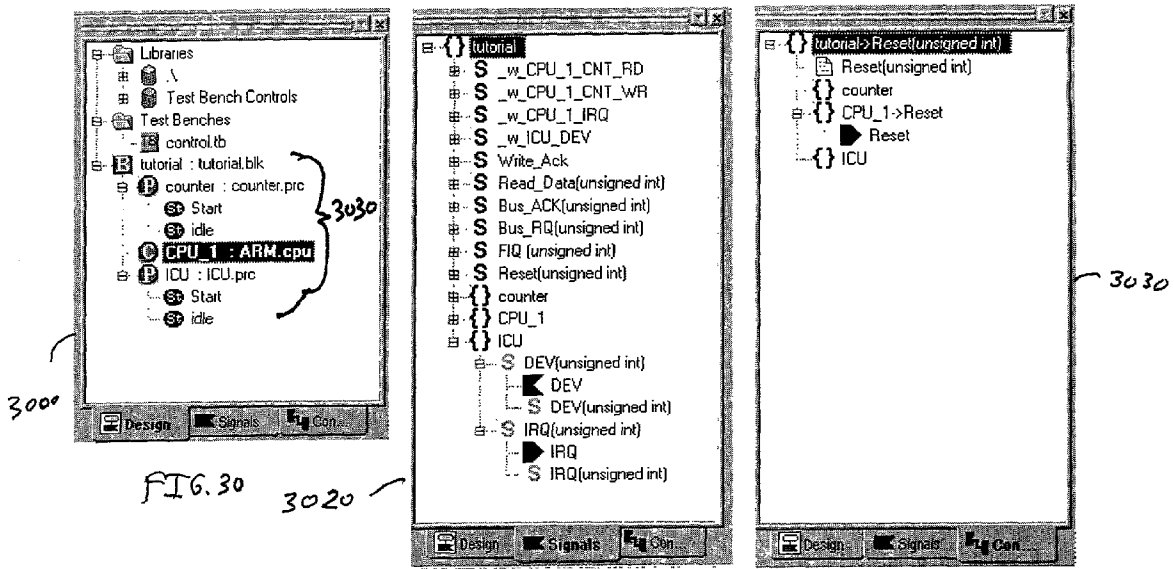 Libraries
.\
Test Bench Controls
Test Benches
control.tb
B tutorial : tutorial.blk
P counter : counter.prc
St Start
St idle
C CPU_1 : ARM.cpu
P ICU : ICU.prc
St Start
St idle
3030
Design Signals Con...
3000
FIG. 30
{} tutorial
S _w_CPU_1_CNT_RD
S _w_CPU_1_CNT_WR
S _w_CPU_1_IRQ
S _w_ICU_DEV
S Write_Ack
S Read_Data(unsigned int)
S Bus_ACK(unsigned int)
S Bus_RQ(unsigned int)
S FIQ (unsigned int)
S Reset(unsigned int)
{} counter
{} CPU_1
{} ICU
S DEV(unsigned int)
DEV
S DEV(unsigned int)
S IRQ(unsigned int)
IRQ
S IRQ(unsigned int)
Design Signals Con...
3020
{} tutorial->Reset(unsigned int)
Reset(unsigned int)
{} counter
{} CPU_1->Reset
Reset
{} ICU
Design Signals Con...
3030